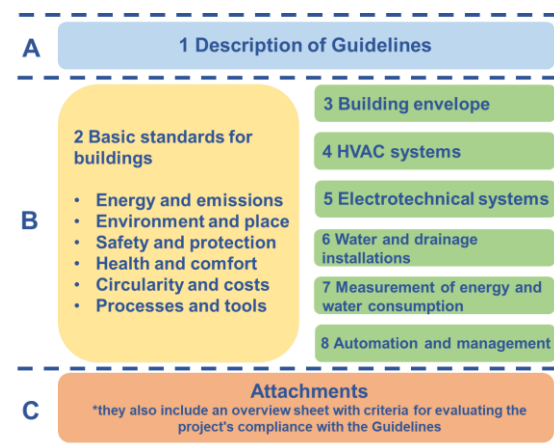 A
1 Description of Guidelines
B
2 Basic standards for
buildings
• Energy and emissions
• Environment and place
• Safety and protection
• Health and comfort
• Circularity and costs
• Processes and tools
3 Building envelope
4 HVAC systems
5 Electrotechnical systems
6 Water and drainage
installations
7 Measurement of energy and
water consumption
8 Automation and management
C
Attachments
*they also include an overview sheet with criteria for evaluating the
project's compliance with the Guidelines